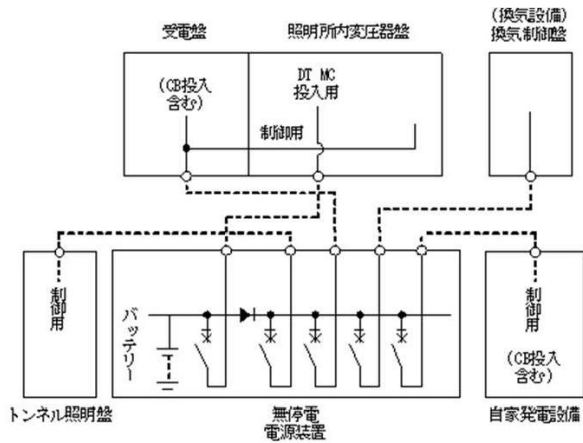 受電盤
照明所内変圧器盤
(換気設備)
換気制御盤
(CB投入
含む)
DT MC
投入用
制御用
制御用
バッテリー
制御用
(CB投入
含む)
トンネル照明盤
無停電
電源装置
自家発電設備